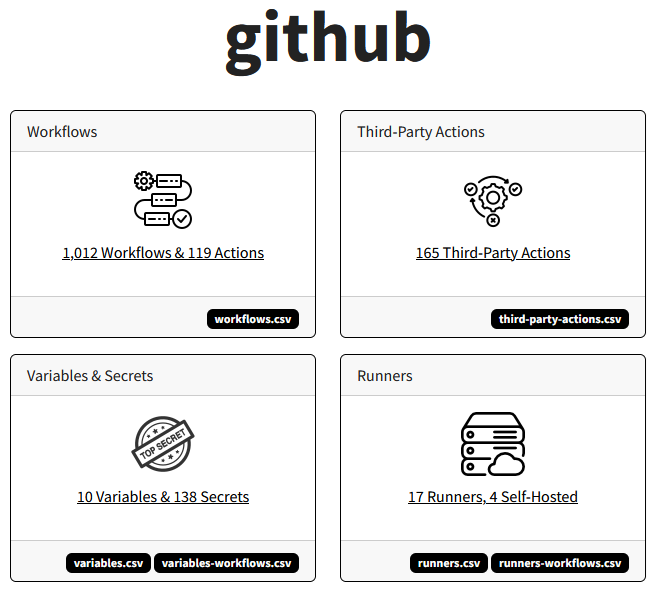 github
Workflows
1,012 Workflows & 119 Actions
workflows.csv
Third-Party Actions
165 Third-Party Actions
third-party-actions.csv
Variables & Secrets
TOP SECRET
10 Variables & 138 Secrets
variables.csv variables-workflows.csv
Runners
17 Runners, 4 Self-Hosted
runners.csv runners-workflows.csv